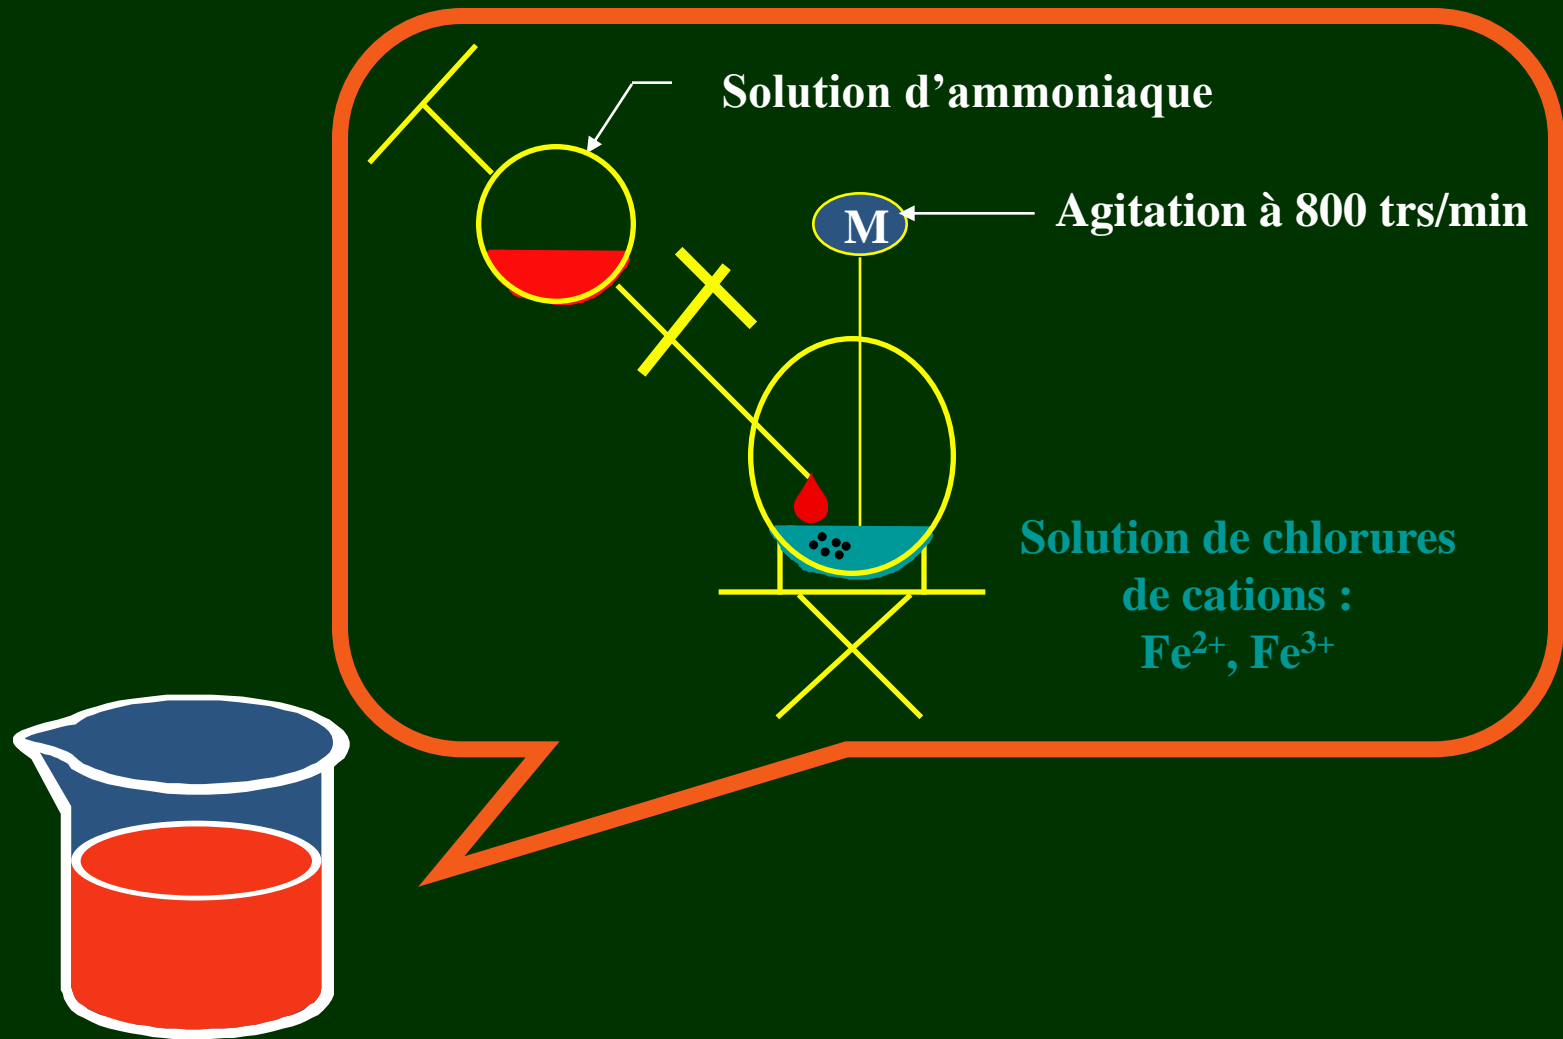 Solution d’ammoniaque
Agitation à 800 trs/min
M
Solution de chlorures
de cations :
Fe²⁺, Fe³⁺